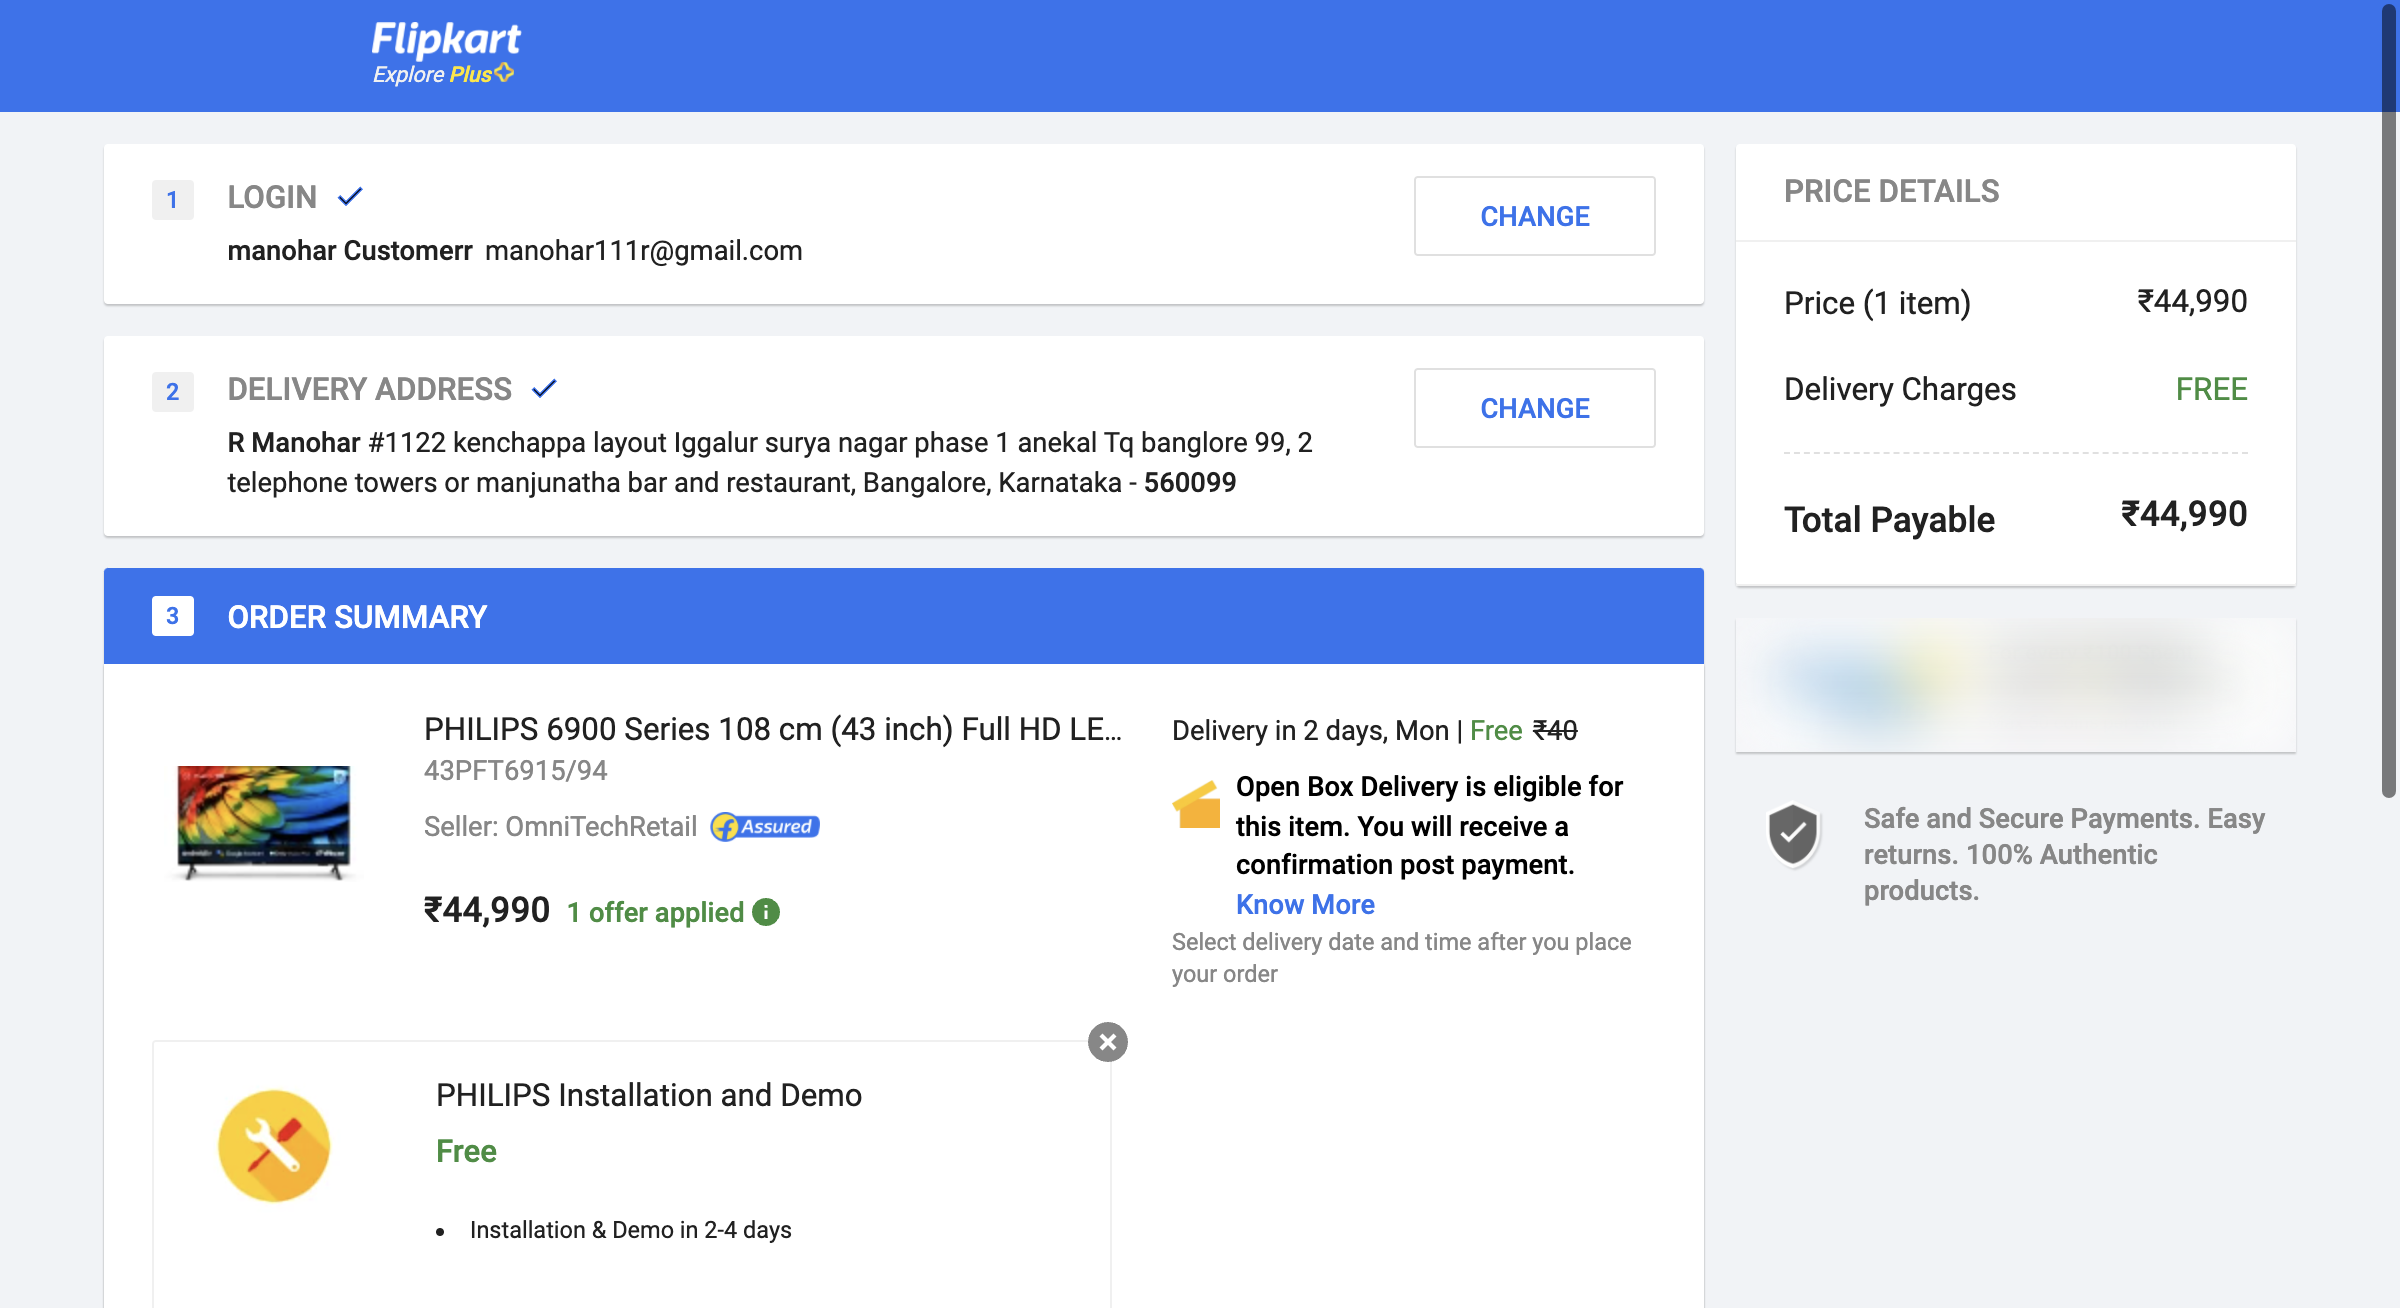 Flipkart
Explore Plus
1 LOGIN
CHANGE
manohar Customerr manohar111r@gmail.com
2 DELIVERY ADDRESS
CHANGE
R Manohar #1122 kenchappa layout Iggalur surya nagar phase 1 anekal Tq banglore 99, 2
telephone towers or manjunatha bar and restaurant, Bangalore, Karnataka - 560099
3 ORDER SUMMARY
PHILIPS 6900 Series 108 cm (43 inch) Full HD LE...
43PFT6915/94
Seller: OmniTechRetail Assured
₹44,990 1 offer applied
Delivery in 2 days, Mon | Free ₹40
Open Box Delivery is eligible for
this item. You will receive a
confirmation post payment.
Know More
Select delivery date and time after you place
your order
PHILIPS Installation and Demo
Free
• Installation & Demo in 2-4 days
PRICE DETAILS
Price (1 item) ₹44,990
Delivery Charges FREE
Total Payable ₹44,990
Safe and Secure Payments. Easy
returns. 100% Authentic
products.